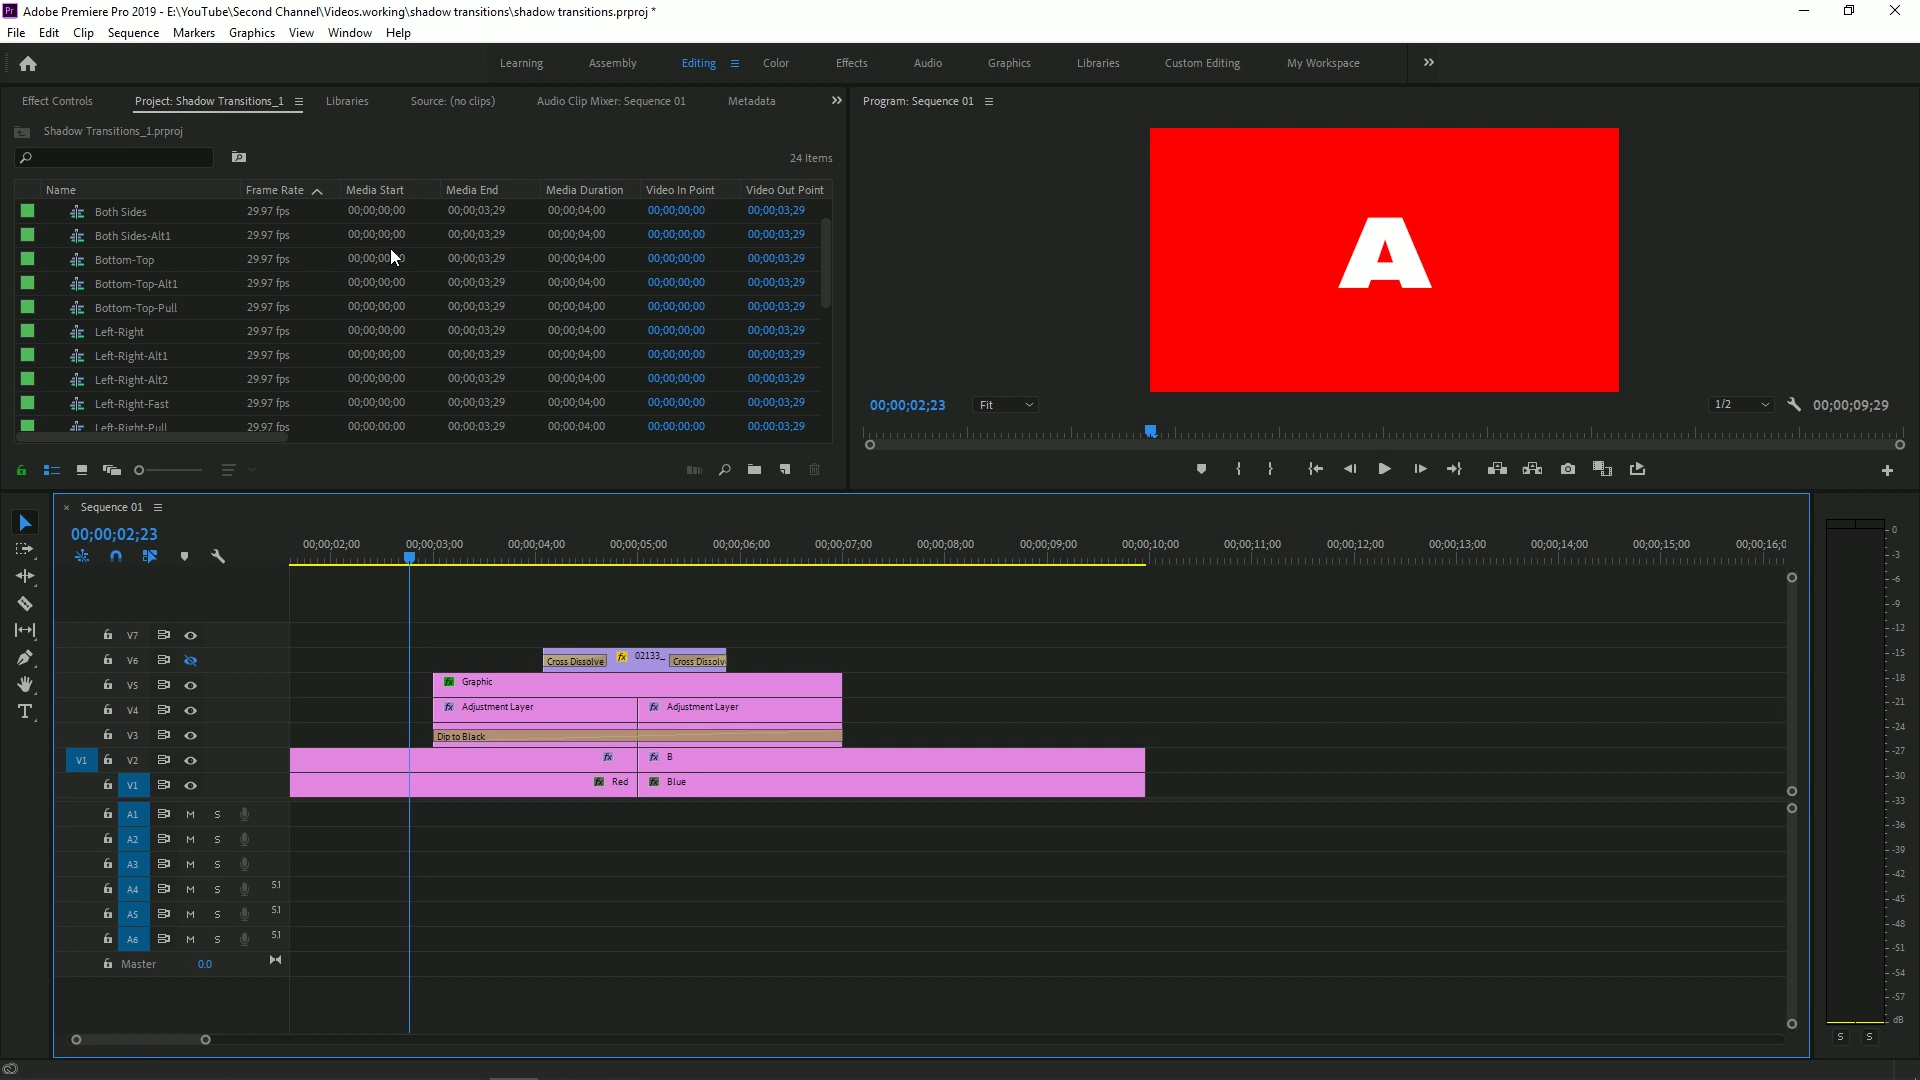 Pr Adobe Premiere Pro 2019 - E:\YouTube\Second Channel\Videos.working\shadow transitions\shadow transitions.prproj *
File Edit Clip Sequence Markers Graphics View Window Help
Learning Assembly Editing Color Effects Audio Graphics Libraries Custom Editing My Workspace
Effect Controls Project: Shadow Transitions_1 Libraries Source: (no clips) Audio Clip Mixer: Sequence 01 Metadata
Program: Sequence 01
Shadow Transitions_1.prproj
24 Items
Name Frame Rate Media Start Media End Media Duration Video In Point Video Out Point
Both Sides 29.97 fps 00;00;00;00 00;00;03;29 00;00;04;00 00;00;00;00 00;00;03;29
Both Sides-Alt1 29.97 fps 00;00;00;00 00;00;03;29 00;00;04;00 00;00;00;00 00;00;03;29
Bottom-Top 29.97 fps 00;00;00;00 00;00;03;29 00;00;04;00 00;00;00;00 00;00;03;29
Bottom-Top-Alt1 29.97 fps 00;00;00;00 00;00;03;29 00;00;04;00 00;00;00;00 00;00;03;29
Bottom-Top-Pull 29.97 fps 00;00;00;00 00;00;03;29 00;00;04;00 00;00;00;00 00;00;03;29
Left-Right 29.97 fps 00;00;00;00 00;00;03;29 00;00;04;00 00;00;00;00 00;00;03;29
Left-Right-Alt1 29.97 fps 00;00;00;00 00;00;03;29 00;00;04;00 00;00;00;00 00;00;03;29
Left-Right-Alt2 29.97 fps 00;00;00;00 00;00;03;29 00;00;04;00 00;00;00;00 00;00;03;29
Left-Right-Fast 29.97 fps 00;00;00;00 00;00;03;29 00;00;04;00 00;00;00;00 00;00;03;29
Left-Right-Pull 29.97 fps 00;00;00;00 00;00;03;29 00;00;04;00 00;00;00;00 00;00;03;29
A
00;00;02;23 Fit 1/2 00;00;09;29
Sequence 01
00;00;02;23
00;00;02;00 00;00;03;00 00;00;04;00 00;00;05;00 00;00;06;00 00;00;07;00 00;00;08;00 00;00;09;00 00;00;10;00 00;00;11;00 00;00;12;00 00;00;13;00 00;00;14;00 00;00;15;00 00;00;16;0
V7
V6 Cross Dissolve fx 02133_ Cross Dissolv
V5 fx Graphic
V4 fx Adjustment Layer fx Adjustment Layer
V3 Dip to Black
V1 V2 fx fx B
V1 fx Red fx Blue
A1 M S
A2 M S
A3 M S
A4 M S 5.1
A5 M S 5.1
A6 M S 5.1
Master 0.0
0
-3
-6
-9
-12
-15
-18
-21
-24
-27
-30
-33
-36
-39
-42
-45
-48
-51
-54
-57
dB
S S